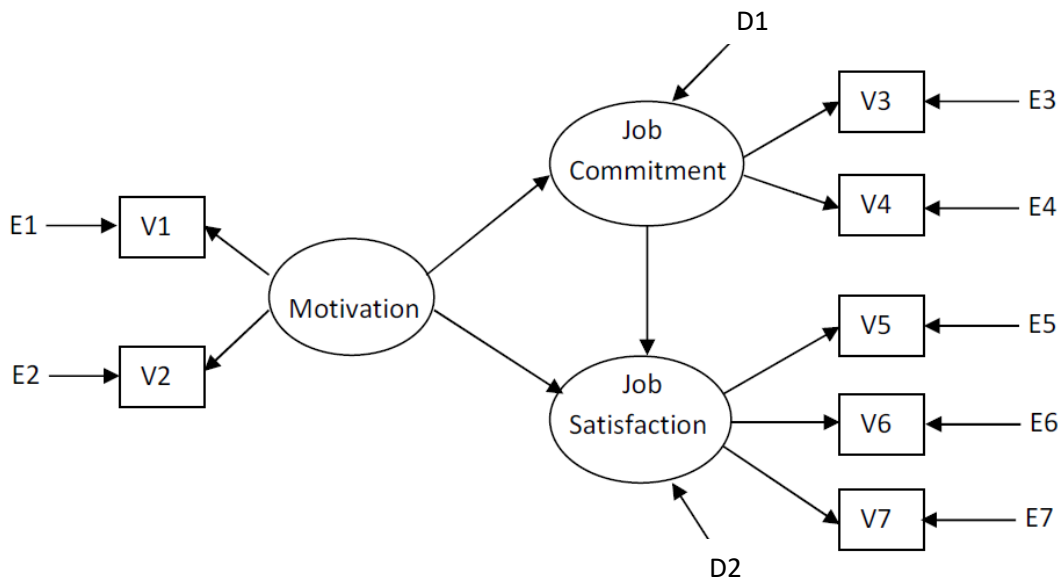 D1
V3
E3
Job
Commitment
V4
E4
E1
V1
Motivation
V5
E5
E2
V2
Job
Satisfaction
V6
E6
V7
E7
D2